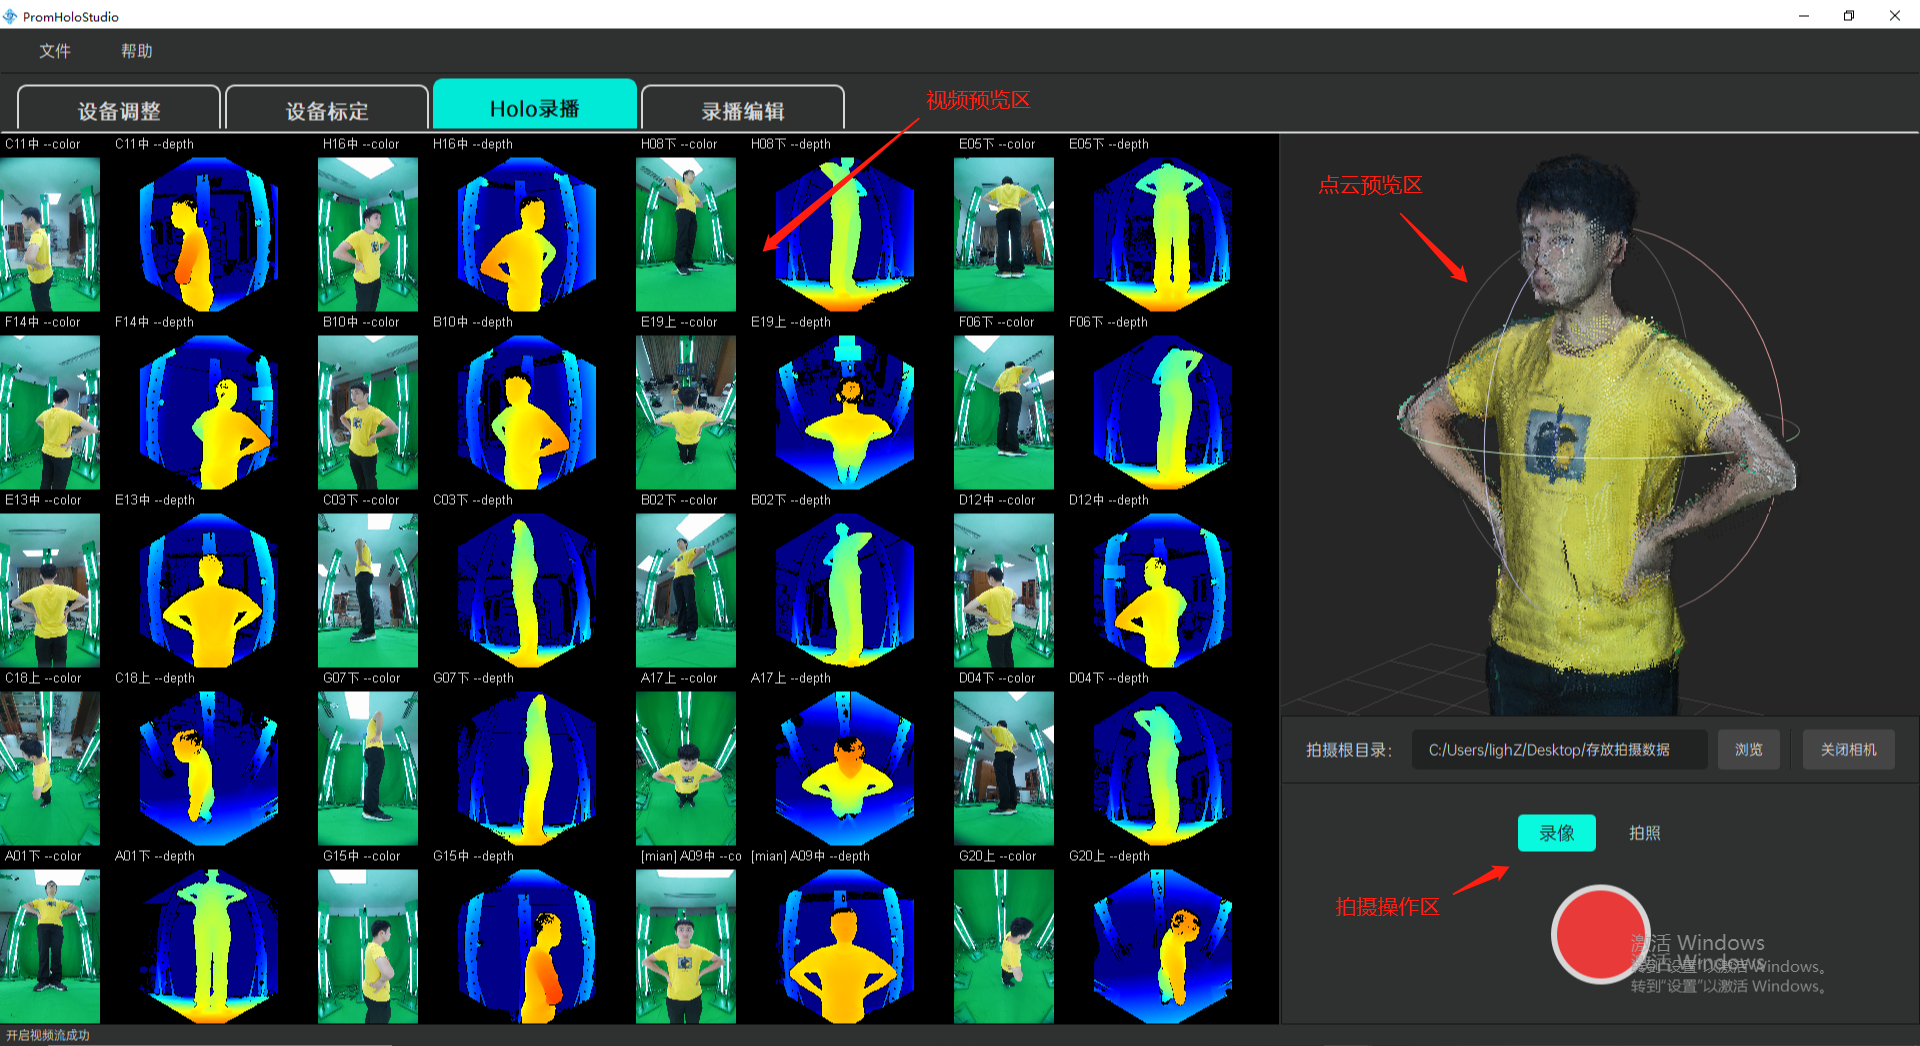 PromHoloStudio
文件 帮助
设备调整 设备标定 Holo录播 录播编辑
视频预览区
C11中 --color C11中 --depth H16中 --color H16中 --depth H08下 --color H08下 --depth E05下 --color E05下 --depth
点云预览区
F14中 --color F14中 --depth B10中 --color B10中 --depth E19上 --color E19上 --depth F06下 --color F06下 --depth
E13中 --color E13中 --depth C03下 --color C03下 --depth B02下 --color B02下 --depth D12中 --color D12中 --depth
C18上 --color C18上 --depth G07下 --color G07下 --depth A17上 --color A17上 --depth D04下 --color D04下 --depth
拍摄根目录： C:/Users/lighZ/Desktop/存放拍摄数据 浏览 关闭相机
录像 拍照
A01下 --color A01下 --depth G15中 --color G15中 --depth [mian] A09中 --co [mian] A09中 --depth G20上 --color G20上 --depth
拍摄操作区
激活 Windows
激活 Windows
转到"设置"以激活 Windows。
转到"设置"以激活 Windows。
开启视频流成功